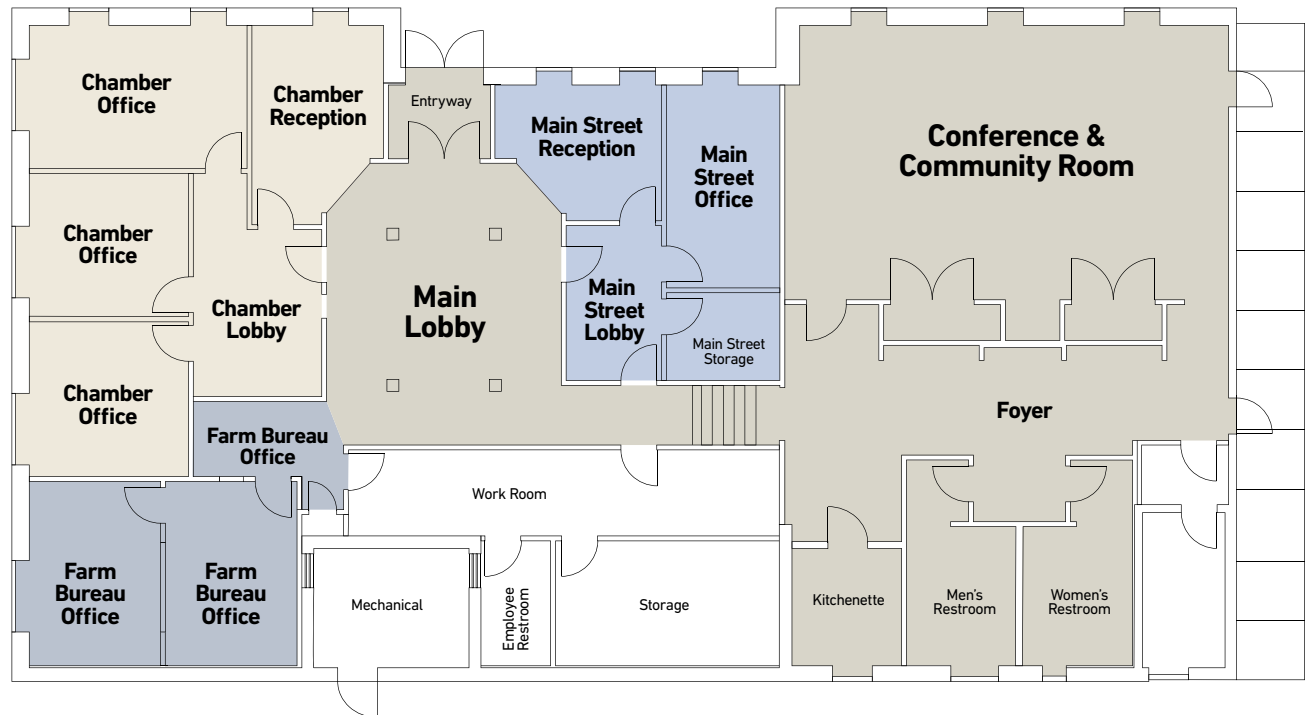 Chamber
Office
Chamber
Reception
Entryway
Main Street
Reception
Main
Street
Office
Conference &
Community Room
Chamber
Office
Chamber
Lobby
Main
Lobby
Main
Street
Lobby
Main Street
Storage
Chamber
Office
Foyer
Farm Bureau
Office
Work Room
Farm
Bureau
Office
Farm
Bureau
Office
Mechanical
Employee
Restroom
Storage
Kitchenette
Men's
Restroom
Women's
Restroom